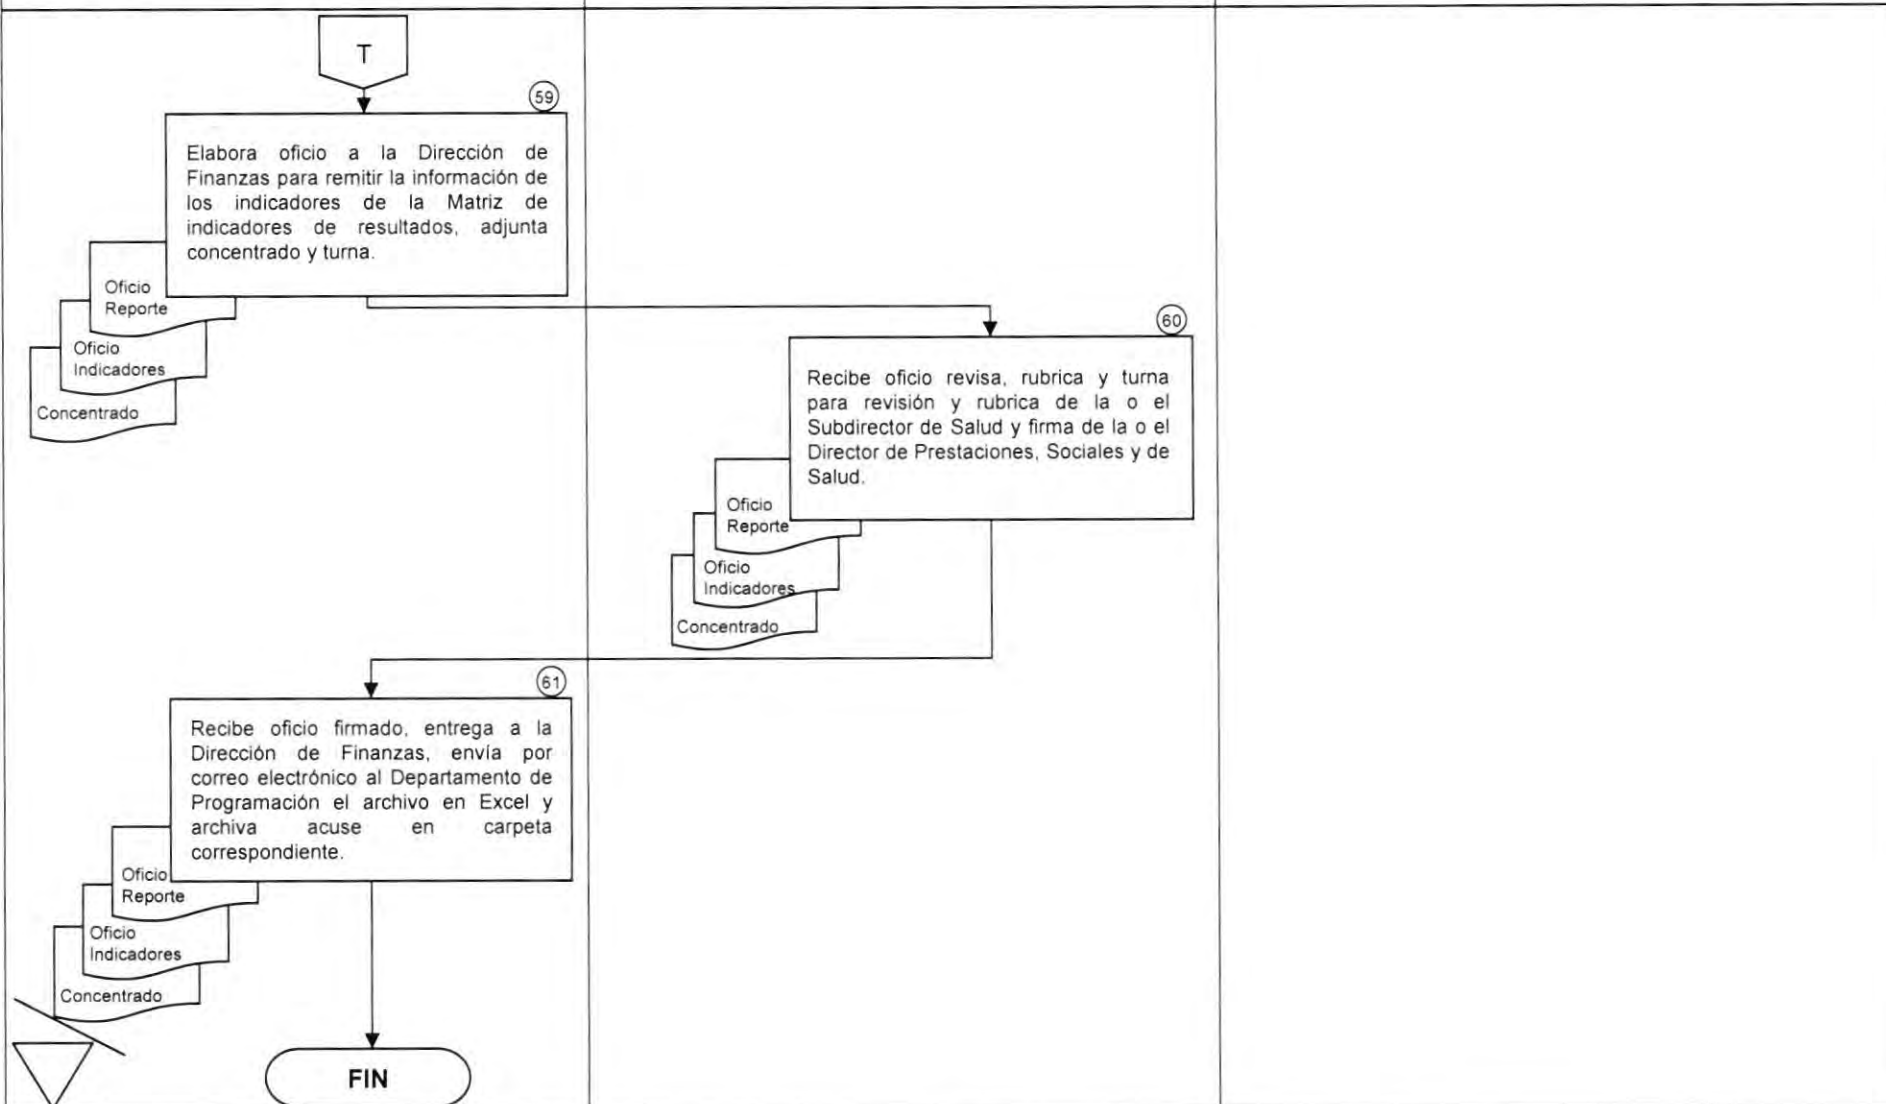 T
59
Elabora oficio a la Dirección de
Finanzas para remitir la información de
los indicadores de la Matriz de
indicadores de resultados, adjunta
concentrado y turna.
Oficio
Reporte
Oficio
Indicadores
Concentrado
60
Recibe oficio revisa, rubrica y turna
para revisión y rubrica de la o el
Subdirector de Salud y firma de la o el
Director de Prestaciones, Sociales y de
Salud.
Oficio
Reporte
Oficio
Indicadores
Concentrado
61
Recibe oficio firmado, entrega a la
Dirección de Finanzas, envía por
correo electrónico al Departamento de
Programación el archivo en Excel y
archiva acuse en carpeta
correspondiente.
Oficio
Reporte
Oficio
Indicadores
Concentrado
FIN